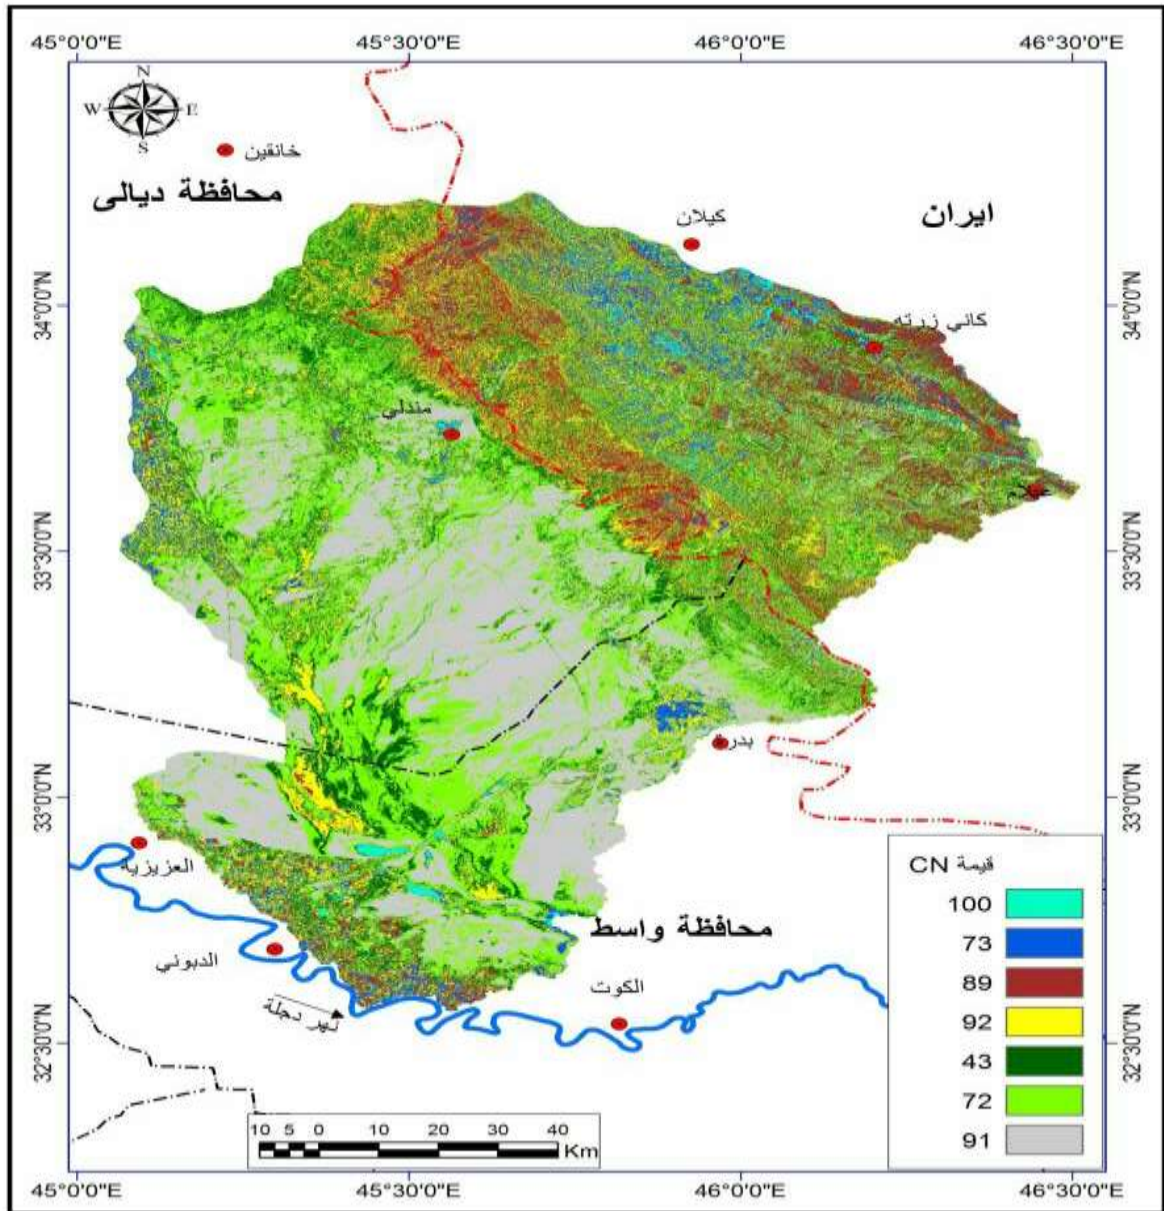 45°0'0"E 45°30'0"E 46°0'0"E 46°30'0"E
N
W E
S
خانقين
محافظة ديالى
ايران
كيلان
34°0'0"N
34°0'0"N
كاني زرته
مندلي
33°30'0"N
33°30'0"N
بدرة
33°0'0"N
33°0'0"N
العزيزية
محافظة واسط
الدبوني
الكوت
نهر دجلة
32°30'0"N
32°30'0"N
قيمة CN
100
73
89
92
43
72
91
10 5 0 10 20 30 40
Km
45°0'0"E 45°30'0"E 46°0'0"E 46°30'0"E